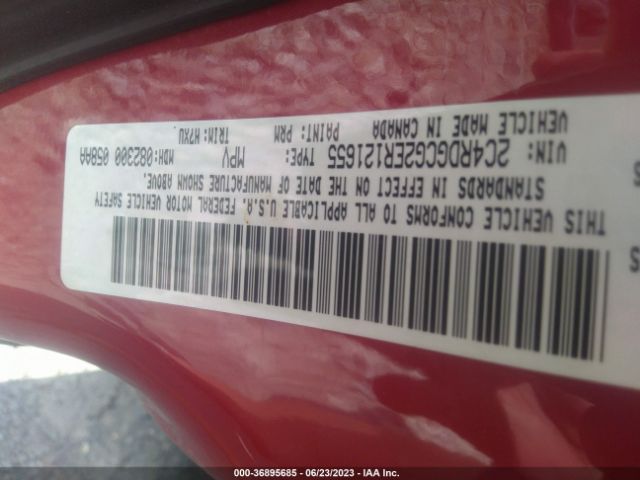 THIS VEHICLE CONFORMS TO ALL APPLICABLE U.S.A. FEDERAL MOTOR VEHICLE SAFETY
STANDARDS IN EFFECT ON THE DATE OF MANUFACTURE SHOWN ABOVE.
VIN: 2C4RDGCG2ER121655 TYPE: MPV MDH: 082300 058AA
VEHICLE MADE IN CANADA PAINT: PRM TRIM: H7XU
000-36895685 - 06/23/2023 - IAA Inc.